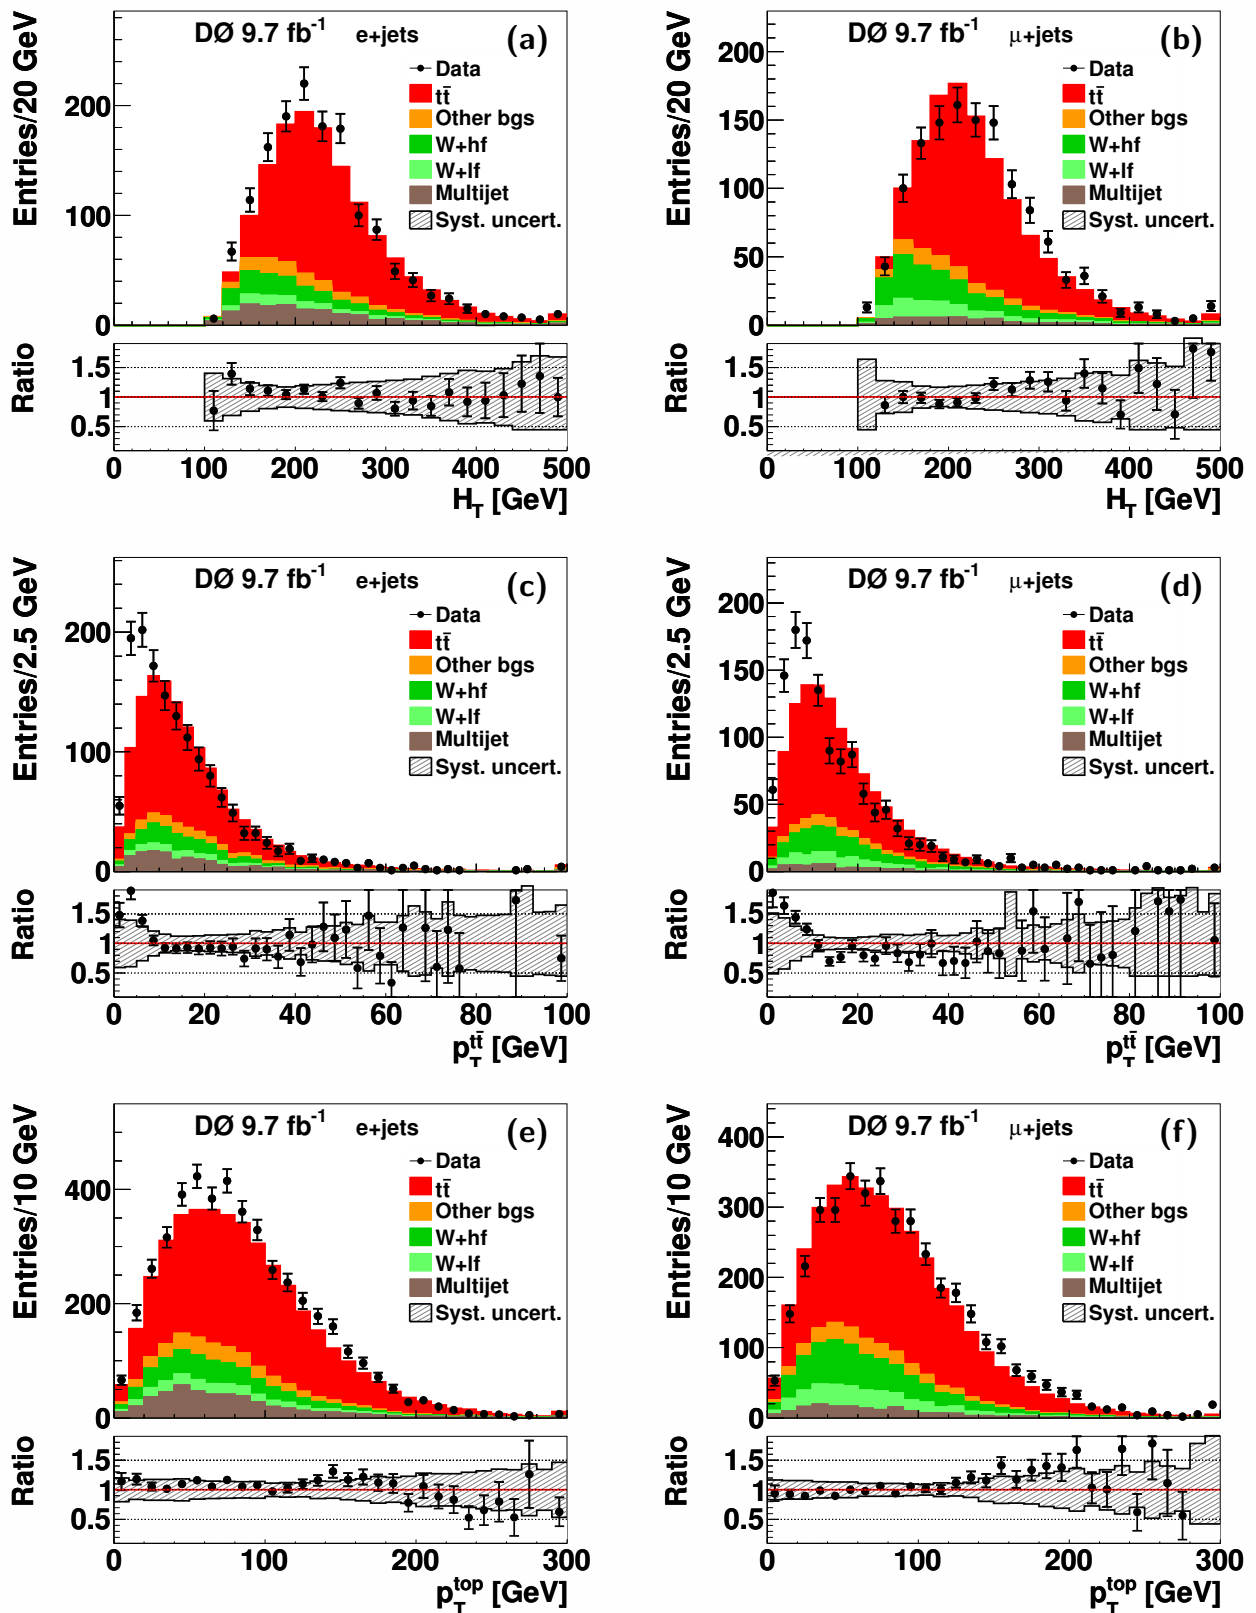 Entries/20 GeV
DØ 9.7 fb⁻¹ e+jets (a)
Data
tt̄
Other bgs
W+hf
W+lf
Multijet
Syst. uncert.
200
100
0
Ratio
1.5
1
0.5
0 100 200 300 400 500
H_T [GeV]
Entries/20 GeV
DØ 9.7 fb⁻¹ μ+jets (b)
Data
tt̄
Other bgs
W+hf
W+lf
Multijet
Syst. uncert.
200
150
100
50
0
Ratio
1.5
1
0.5
0 100 200 300 400 500
H_T [GeV]
Entries/2.5 GeV
DØ 9.7 fb⁻¹ e+jets (c)
Data
tt̄
Other bgs
W+hf
W+lf
Multijet
Syst. uncert.
200
100
0
Ratio
1.5
1
0.5
0 20 40 60 80 100
p_T^tt̄ [GeV]
Entries/2.5 GeV
DØ 9.7 fb⁻¹ μ+jets (d)
Data
tt̄
Other bgs
W+hf
W+lf
Multijet
Syst. uncert.
200
150
100
50
0
Ratio
1.5
1
0.5
0 20 40 60 80 100
p_T^tt̄ [GeV]
Entries/10 GeV
DØ 9.7 fb⁻¹ e+jets (e)
Data
tt̄
Other bgs
W+hf
W+lf
Multijet
Syst. uncert.
400
200
0
Ratio
1.5
1
0.5
0 100 200 300
p_T^top [GeV]
Entries/10 GeV
DØ 9.7 fb⁻¹ μ+jets (f)
Data
tt̄
Other bgs
W+hf
W+lf
Multijet
Syst. uncert.
400
300
200
100
0
Ratio
1.5
1
0.5
0 100 200 300
p_T^top [GeV]